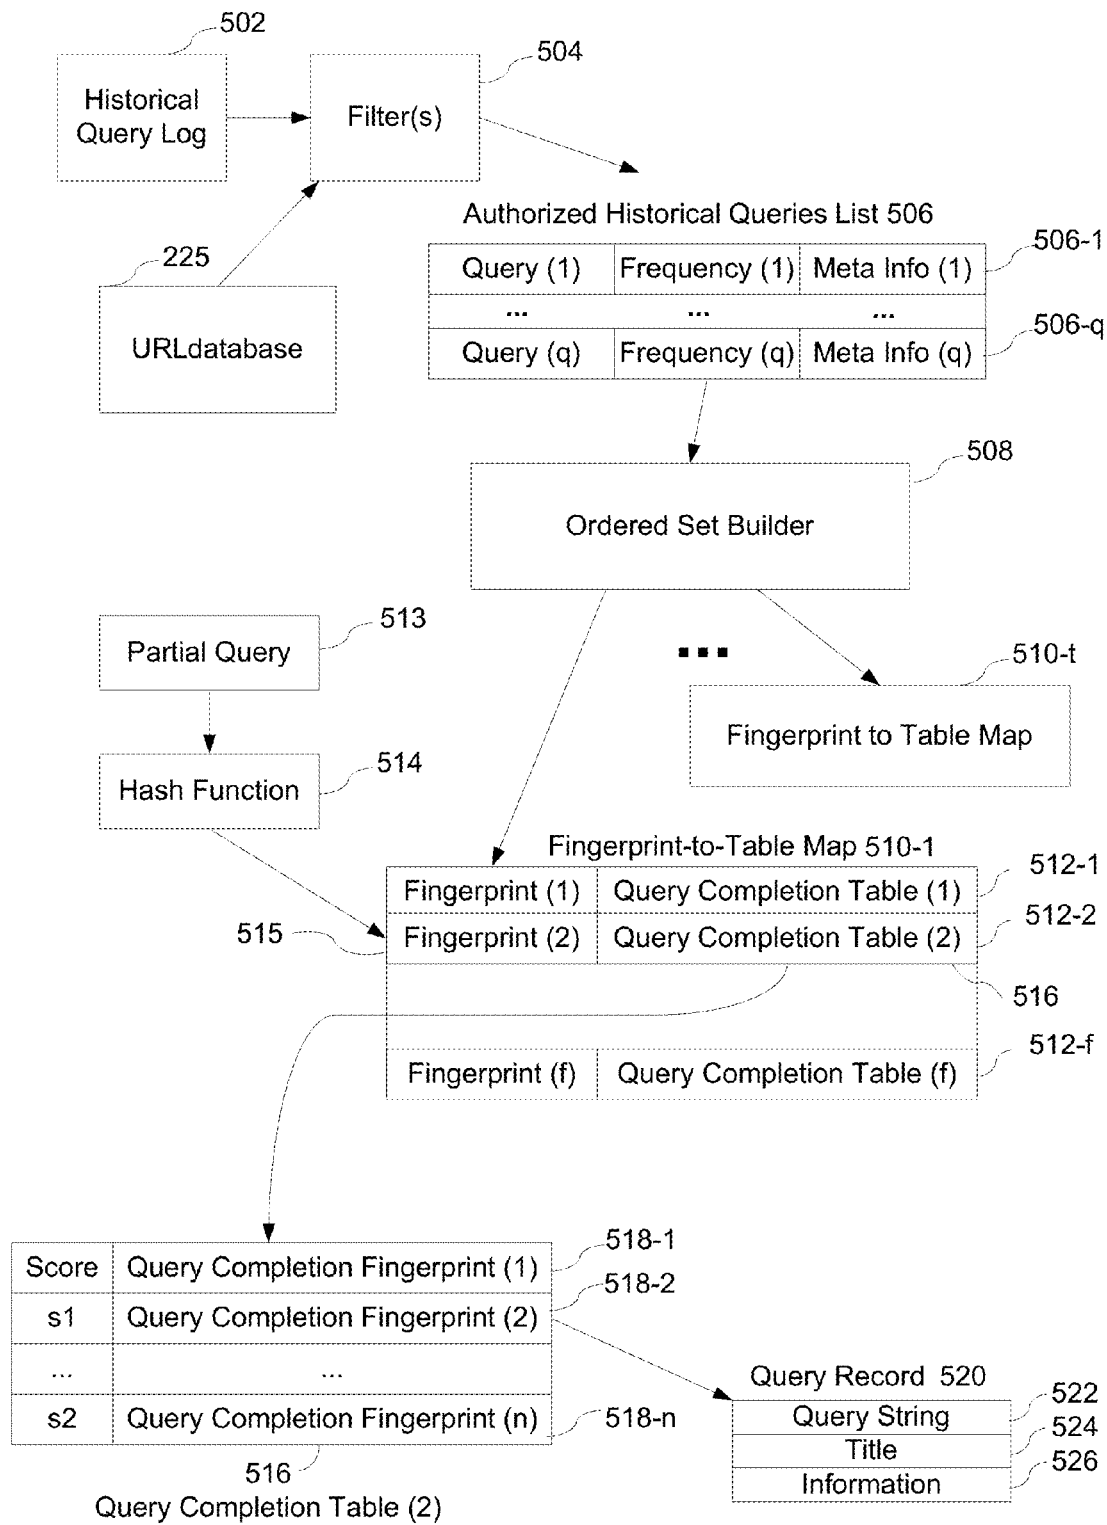 502
504
Historical
Query Log
Filter(s)
Authorized Historical Queries List 506
225
506-1
Query (1) Frequency (1) Meta Info (1)
... ... ...
506-q
URLdatabase
Query (q) Frequency (q) Meta Info (q)
508
Ordered Set Builder
513
Partial Query
...
510-t
Fingerprint to Table Map
514
Hash Function
Fingerprint-to-Table Map 510-1
512-1
Fingerprint (1) Query Completion Table (1)
512-2
515
Fingerprint (2) Query Completion Table (2)
516
512-f
Fingerprint (f) Query Completion Table (f)
518-1
Score Query Completion Fingerprint (1)
518-2
s1 Query Completion Fingerprint (2)
... ...
Query Record 520
522
s2 Query Completion Fingerprint (n)
518-n
Query String
524
Title
526
516
Information
Query Completion Table (2)